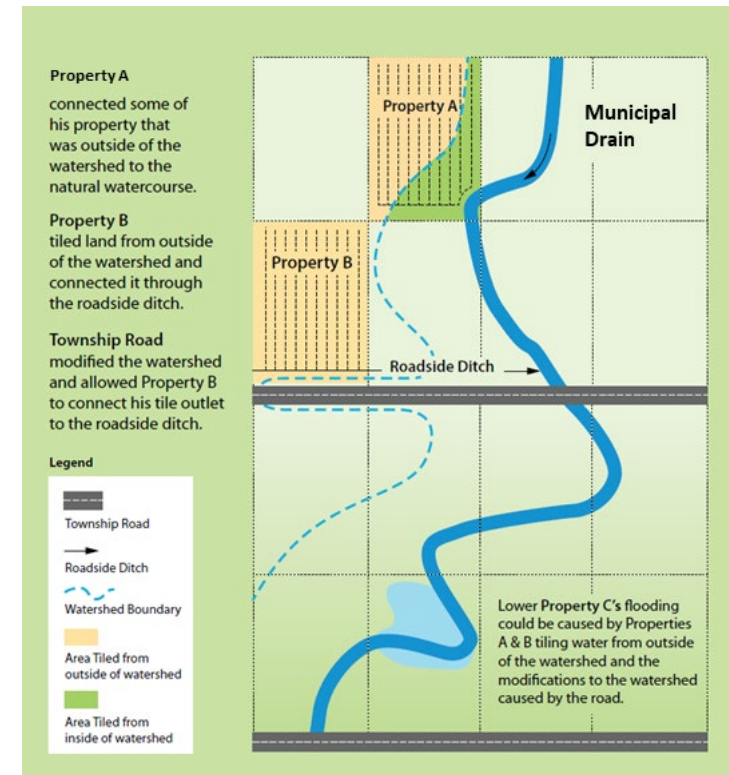 Property A
connected some of
his property that
was outside of the
watershed to the
natural watercourse.
Property B
tiled land from outside
of the watershed and
connected it through
the roadside ditch.
Township Road
modified the watershed
and allowed Property B
to connect his tile outlet
to the roadside ditch.
Legend
Township Road
Roadside Ditch
Watershed Boundary
Area Tiled from
outside of watershed
Area Tiled from
inside of watershed
Property A
Municipal
Drain
Property B
Roadside Ditch
Lower Property C's flooding
could be caused by Properties
A & B tiling water from outside
of the watershed and the
modifications to the watershed
caused by the road.